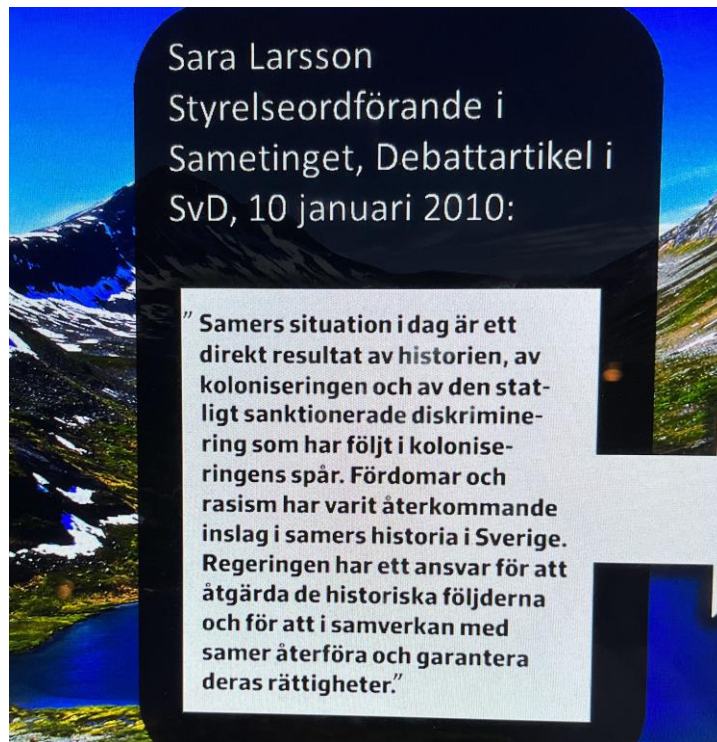 Sara Larsson
Styrelseordförande i
Sametinget, Debattartikel i
SvD, 10 januari 2010:
” Samers situation i dag är ett
direkt resultat av historien, av
koloniseringen och av den stat-
ligt sanktionerade diskrimine-
ring som har följt i kolonise-
ringens spår. Fördomar och
rasism har varit återkommande
inslag i samers historia i Sverige.
Regeringen har ett ansvar för att
åtgärda de historiska följderna
och för att i samverkan med
samer återföra och garantera
deras rättigheter.”